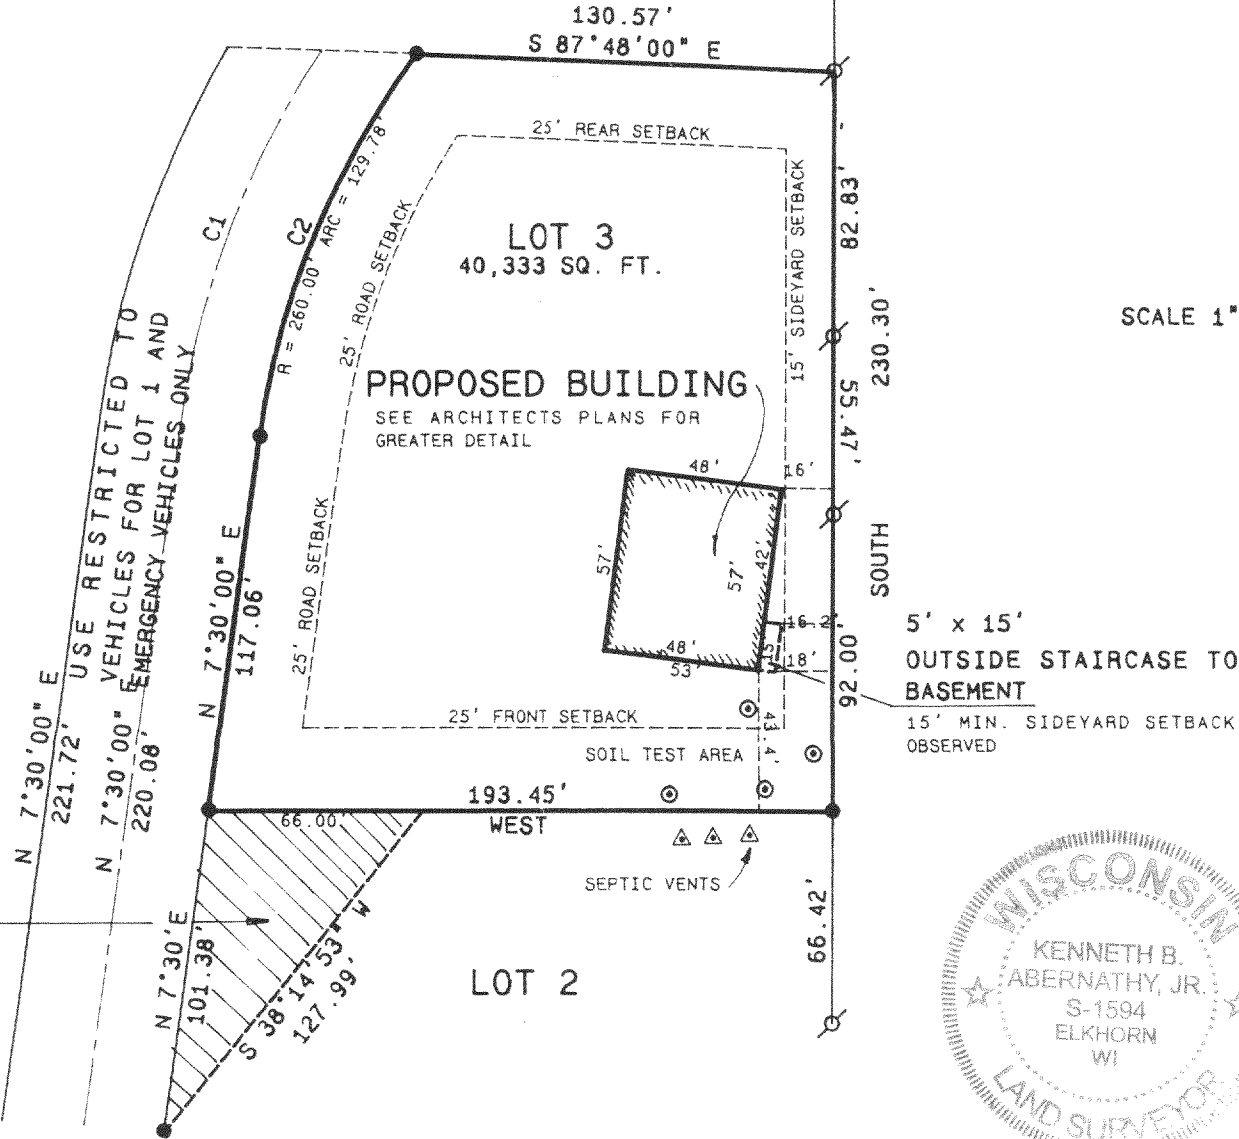 130.57'
S 87°48'00" E
25' REAR SETBACK
15' SIDEYARD SETBACK
82.83'
C1
C2
R = 260.00' ARC = 129.78'
25' ROAD SETBACK
LOT 3
40,333 SQ. FT.
230.30'
SCALE 1"
USE RESTRICTED TO
VEHICLES FOR LOT 1 AND
EMERGENCY VEHICLES ONLY
PROPOSED BUILDING
SEE ARCHITECTS PLANS FOR
GREATER DETAIL
55.47'
48'
16'
SOUTH
57'
57'
42'
25' ROAD SETBACK
N 7°30'00" E
117.06'
16.2'
15'
48'
53'
18'
92.00'
5' x 15'
OUTSIDE STAIRCASE TO
BASEMENT
15' MIN. SIDEYARD SETBACK
OBSERVED
N 7°30'00" E
221.72'
N 7°30'00" E
220.08'
25' FRONT SETBACK
43.4'
SOIL TEST AREA
193.45'
WEST
66.00'
SEPTIC VENTS
66.42'
N 7°30'E
101.38'
S 38°14'53" W
127.99'
LOT 2
WISCONSIN
KENNETH B.
ABERNATHY, JR.
S-1594
ELKHORN
WI
LAND SURVEYOR